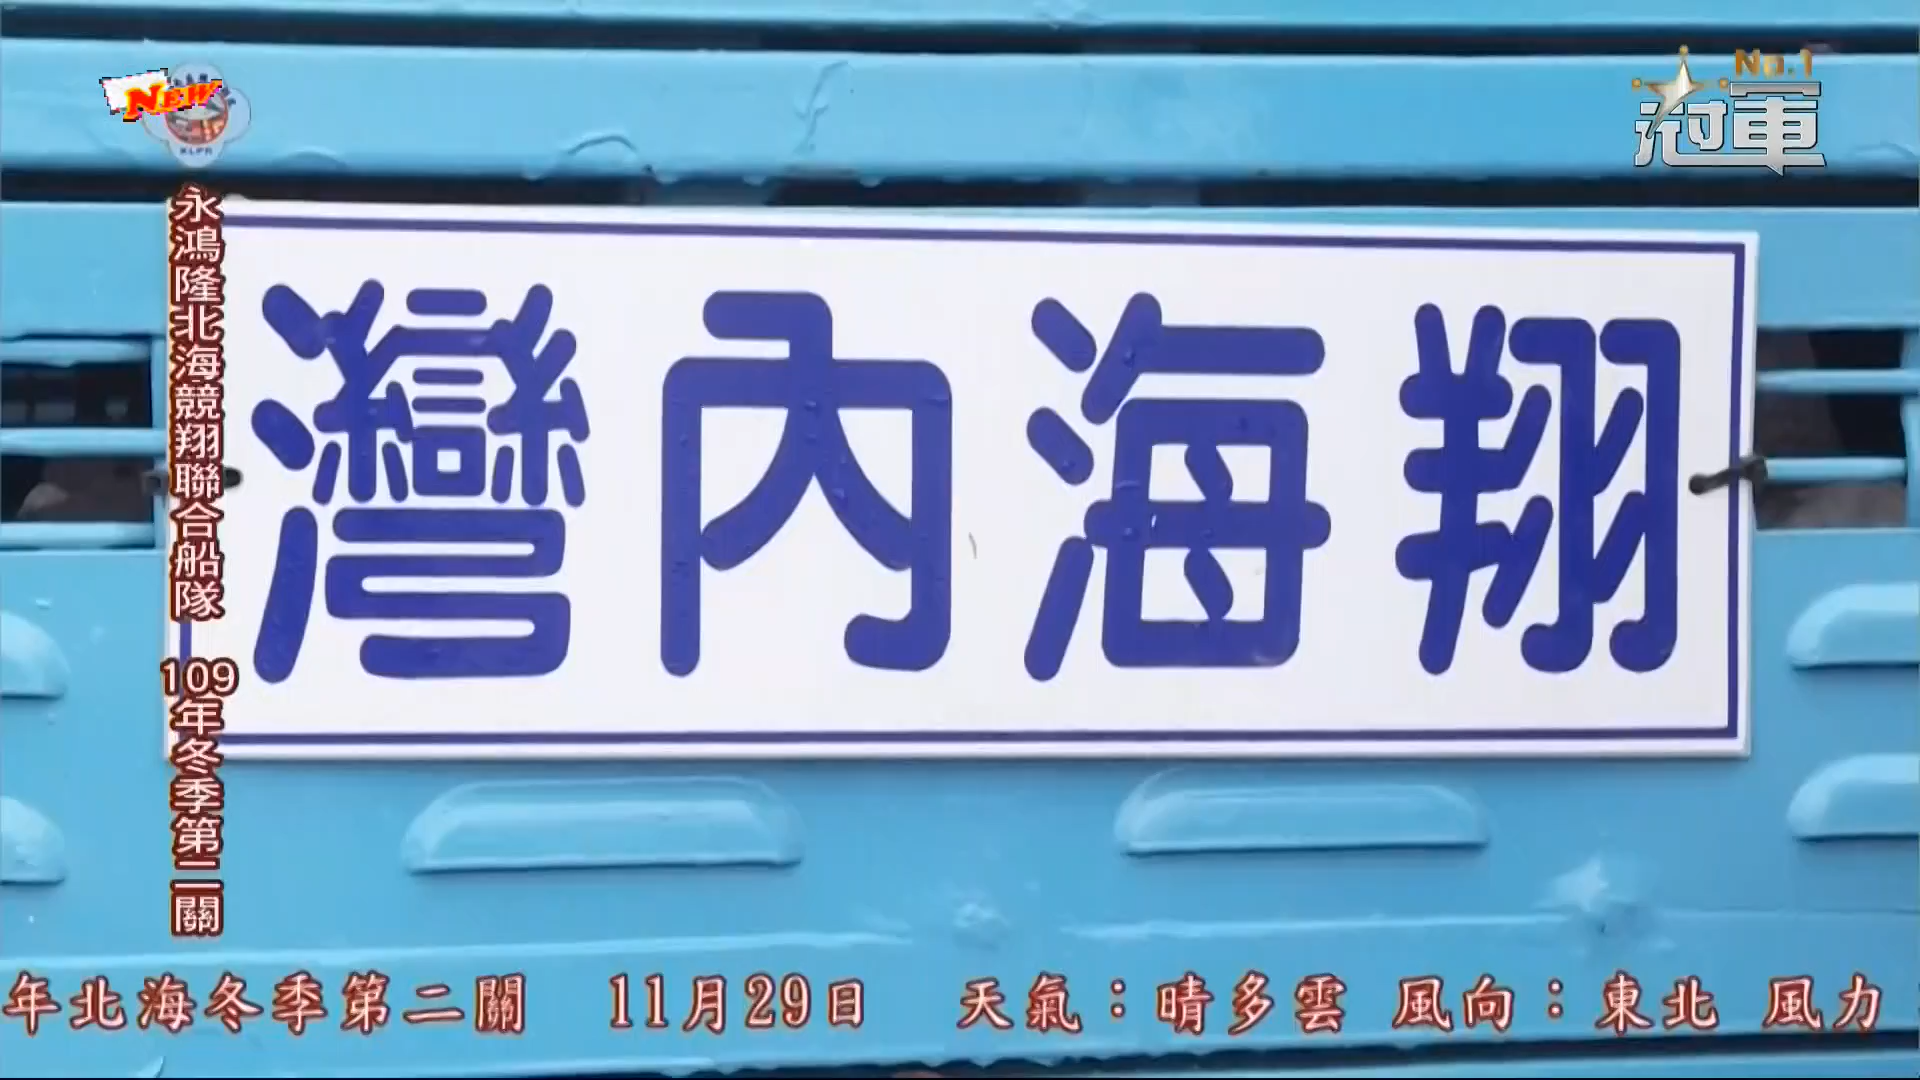 NEW
KLPR
No.1
冠軍
灣內海翔
永鴻隆北海競翔聯合船隊 109年冬季第二關
年北海冬季第二關 11月29日 天氣：晴多雲 風向：東北 風力